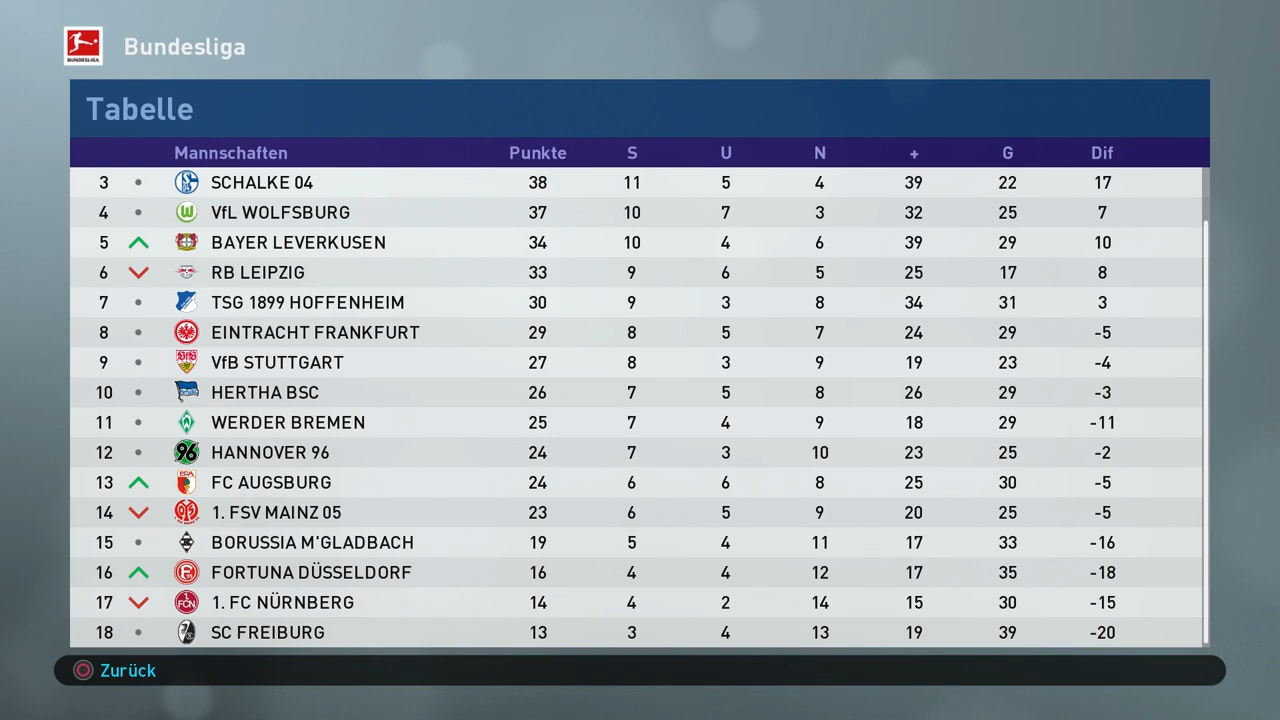 BUNDESLIGA
Bundesliga
Tabelle
Mannschaften Punkte S U N + G Dif
3 SCHALKE 04 38 11 5 4 39 22 17
4 VfL WOLFSBURG 37 10 7 3 32 25 7
5 BAYER LEVERKUSEN 34 10 4 6 39 29 10
6 RB LEIPZIG 33 9 6 5 25 17 8
7 TSG 1899 HOFFENHEIM 30 9 3 8 34 31 3
8 EINTRACHT FRANKFURT 29 8 5 7 24 29 -5
9 VfB STUTTGART 27 8 3 9 19 23 -4
10 HERTHA BSC 26 7 5 8 26 29 -3
11 WERDER BREMEN 25 7 4 9 18 29 -11
12 96 HANNOVER 96 24 7 3 10 23 25 -2
13 FC AUGSBURG 24 6 6 8 25 30 -5
14 1. FSV MAINZ 05 23 6 5 9 20 25 -5
15 BORUSSIA M'GLADBACH 19 5 4 11 17 33 -16
16 FORTUNA DÜSSELDORF 16 4 4 12 17 35 -18
17 1. FC NÜRNBERG 14 4 2 14 15 30 -15
18 SC FREIBURG 13 3 4 13 19 39 -20
Zurück